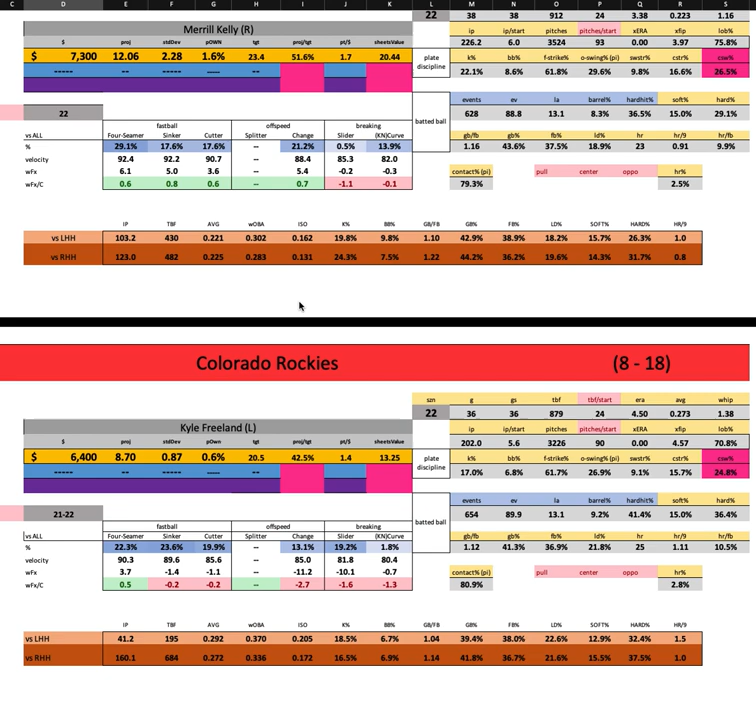 C D E F G H I J K L M N O P Q R S
22 38 38 912 24 3.38 0.223 1.16
Merrill Kelly (R) ip ip/start pitches pitches/start xERA xfip lob%
$ proj stdDev pOWN tgt proj/tgt pt/$ sheetsValue 226.2 6.0 3524 93 0.00 3.97 75.8%
$ 7,300 12.06 2.28 1.6% 23.4 51.6% 1.7 20.44 plate discipline k% bb% f-strike% o-swing% (pi) swstr% cstr% csw%
----- -- ----- ---- -- 22.1% 8.6% 61.8% 29.6% 9.8% 16.6% 26.5%
events ev la barrel% hardhit% soft% hard%
22 batted ball 628 88.8 13.1 8.3% 36.5% 15.0% 29.1%
fastball offspeed breaking
vs ALL Four-Seamer Sinker Cutter Splitter Change Slider (KN)Curve gb/fb gb% fb% ld% hr hr/9 hr/fb
% 29.1% 17.6% 17.6% -- 21.2% 0.5% 13.9% 1.16 43.6% 37.5% 18.9% 23 0.91 9.9%
velocity 92.4 92.2 90.7 -- 88.4 85.3 82.0
wFx 6.1 5.0 3.6 -- 5.4 -0.2 -0.3 contact% (pi) pull center oppo hr%
wFx/C 0.6 0.8 0.6 -- 0.7 -1.1 -0.1 79.3% 2.5%
IP TBF AVG wOBA ISO K% BB% GB/FB GB% FB% LD% SOFT% HARD% HR/9
vs LHH 103.2 430 0.221 0.302 0.162 19.8% 9.8% 1.10 42.9% 38.9% 18.2% 15.7% 26.3% 1.0
vs RHH 123.0 482 0.225 0.283 0.131 24.3% 7.5% 1.22 44.2% 36.2% 19.6% 14.3% 31.7% 0.8
Colorado Rockies (8 - 18)
szn g gs tbf tbf/start era avg whip
22 36 36 879 24 4.50 0.273 1.38
Kyle Freeland (L) ip ip/start pitches pitches/start xERA xfip lob%
$ proj stdDev pOwn tgt proj/tgt pt/$ sheetsValue 202.0 5.6 3226 90 0.00 4.57 70.8%
$ 6,400 8.70 0.87 0.6% 20.5 42.5% 1.4 13.25 plate discipline k% bb% f-strike% o-swing% (pi) swstr% cstr% csw%
----- -- ----- ---- -- 17.0% 6.8% 61.7% 26.9% 9.1% 15.7% 24.8%
events ev la barrel% hardhit% soft% hard%
21-22 batted ball 654 89.9 13.1 9.2% 41.4% 15.0% 36.4%
fastball offspeed breaking
vs ALL Four-Seamer Sinker Cutter Splitter Change Slider (KN)Curve gb/fb gb% fb% ld% hr hr/9 hr/fb
% 22.3% 23.6% 19.9% -- 13.1% 19.2% 1.8% 1.12 41.3% 36.9% 21.8% 25 1.11 10.5%
velocity 90.3 89.6 85.6 -- 85.0 81.8 80.4
wFx 3.7 -1.4 -1.1 -11.2 -10.1 -0.7 contact% (pi) pull center oppo hr%
wFx/C 0.5 -0.2 -0.2 -- -2.7 -1.6 -1.3 80.9% 2.8%
IP TBF AVG wOBA ISO K% BB% GB/FB GB% FB% LD% SOFT% HARD% HR/9
vs LHH 41.2 195 0.292 0.370 0.205 18.5% 6.7% 1.04 39.4% 38.0% 22.6% 12.9% 32.4% 1.5
vs RHH 160.1 684 0.272 0.336 0.172 16.5% 6.9% 1.14 41.8% 36.7% 21.6% 15.5% 37.5% 1.0